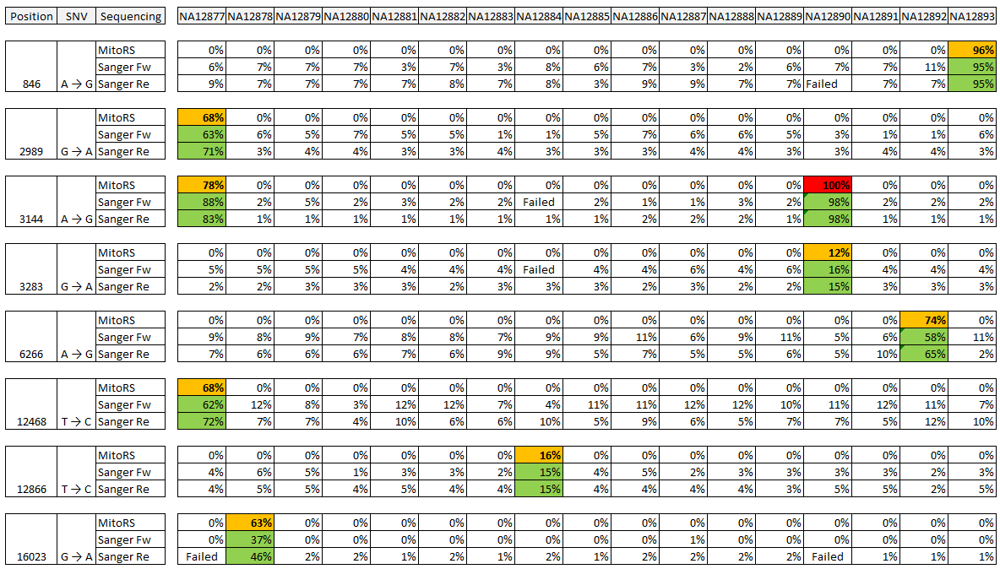 Position SNV Sequencing NA12877 NA12878 NA12879 NA12880 NA12881 NA12882 NA12883 NA12884 NA12885 NA12886 NA12887 NA12888 NA12889 NA12890 NA12891 NA12892 NA12893
MitoRS 0% 0% 0% 0% 0% 0% 0% 0% 0% 0% 0% 0% 0% 0% 0% 0% 96%
Sanger Fw 6% 7% 7% 7% 3% 7% 3% 8% 6% 7% 3% 2% 6% 7% 7% 11% 95%
846 A → G Sanger Re 9% 7% 7% 7% 7% 8% 7% 8% 3% 9% 9% 7% 7% Failed 7% 7% 95%
MitoRS 68% 0% 0% 0% 0% 0% 0% 0% 0% 0% 0% 0% 0% 0% 0% 0% 0%
Sanger Fw 63% 6% 5% 7% 5% 5% 1% 1% 5% 7% 6% 6% 5% 3% 1% 1% 6%
2989 G → A Sanger Re 71% 3% 4% 4% 3% 3% 4% 3% 3% 3% 4% 4% 3% 3% 4% 4% 3%
MitoRS 78% 0% 0% 0% 0% 0% 0% 0% 0% 0% 0% 0% 0% 100% 0% 0% 0%
Sanger Fw 88% 2% 5% 2% 3% 2% 2% Failed 2% 1% 1% 3% 2% 98% 2% 2% 2%
3144 A → G Sanger Re 83% 1% 1% 1% 1% 1% 1% 1% 1% 2% 2% 2% 1% 98% 1% 1% 1%
MitoRS 0% 0% 0% 0% 0% 0% 0% 0% 0% 0% 0% 0% 0% 12% 0% 0% 0%
Sanger Fw 5% 5% 5% 5% 4% 4% 4% Failed 4% 4% 6% 4% 6% 16% 4% 4% 4%
3283 G → A Sanger Re 2% 2% 3% 3% 3% 2% 3% 3% 3% 2% 3% 2% 2% 15% 3% 3% 3%
MitoRS 0% 0% 0% 0% 0% 0% 0% 0% 0% 0% 0% 0% 0% 0% 0% 74% 0%
Sanger Fw 9% 8% 9% 7% 8% 8% 7% 9% 9% 11% 6% 9% 11% 5% 6% 58% 11%
6266 A → G Sanger Re 7% 6% 6% 6% 7% 6% 9% 9% 5% 7% 5% 5% 6% 5% 10% 65% 2%
MitoRS 68% 0% 0% 0% 0% 0% 0% 0% 0% 0% 0% 0% 0% 0% 0% 0% 0%
Sanger Fw 62% 12% 8% 3% 12% 12% 7% 4% 11% 11% 12% 12% 10% 11% 12% 11% 7%
12468 T → C Sanger Re 72% 7% 7% 4% 10% 6% 6% 10% 5% 9% 6% 5% 7% 7% 5% 12% 10%
MitoRS 0% 0% 0% 0% 0% 0% 0% 16% 0% 0% 0% 0% 0% 0% 0% 0% 0%
Sanger Fw 4% 6% 5% 1% 3% 3% 2% 15% 4% 5% 2% 3% 3% 3% 3% 2% 3%
12866 T → C Sanger Re 4% 5% 5% 4% 5% 4% 4% 15% 4% 4% 4% 4% 3% 5% 5% 2% 5%
MitoRS 0% 63% 0% 0% 0% 0% 0% 0% 0% 0% 0% 0% 0% 0% 0% 0% 0%
Sanger Fw 0% 37% 0% 0% 0% 0% 0% 0% 0% 0% 1% 0% 0% 0% 0% 0% 0%
16023 G → A Sanger Re Failed 46% 2% 2% 1% 2% 1% 2% 1% 2% 2% 2% 2% Failed 1% 1% 1%